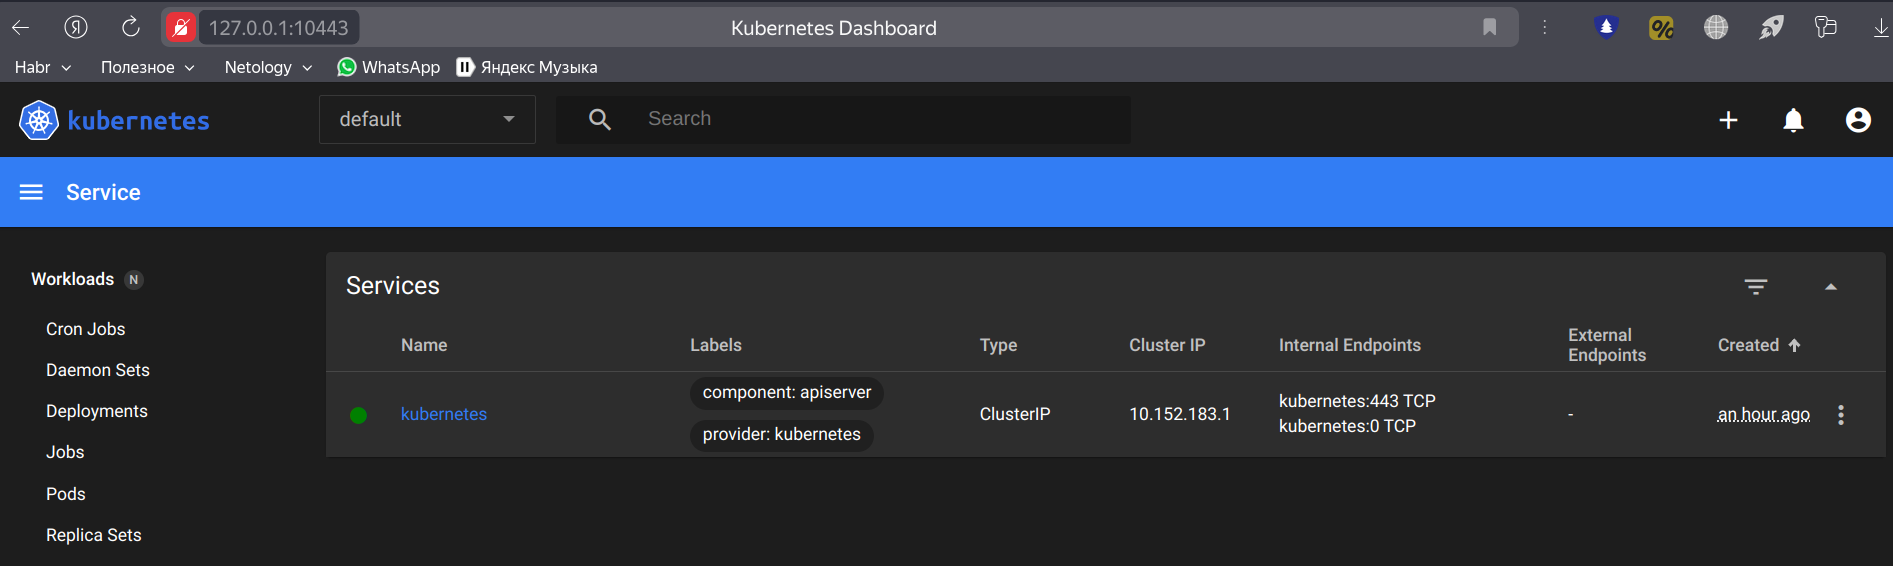 Я 127.0.0.1:10443 Kubernetes Dashboard %
Habr Полезное Netology WhatsApp Яндекс Музыка
kubernetes default Search
Service
Workloads N
Cron Jobs
Daemon Sets
Deployments
Jobs
Pods
Replica Sets
Services
Name Labels Type Cluster IP Internal Endpoints External Endpoints Created
kubernetes component: apiserver provider: kubernetes ClusterIP 10.152.183.1 kubernetes:443 TCP kubernetes:0 TCP - an hour ago